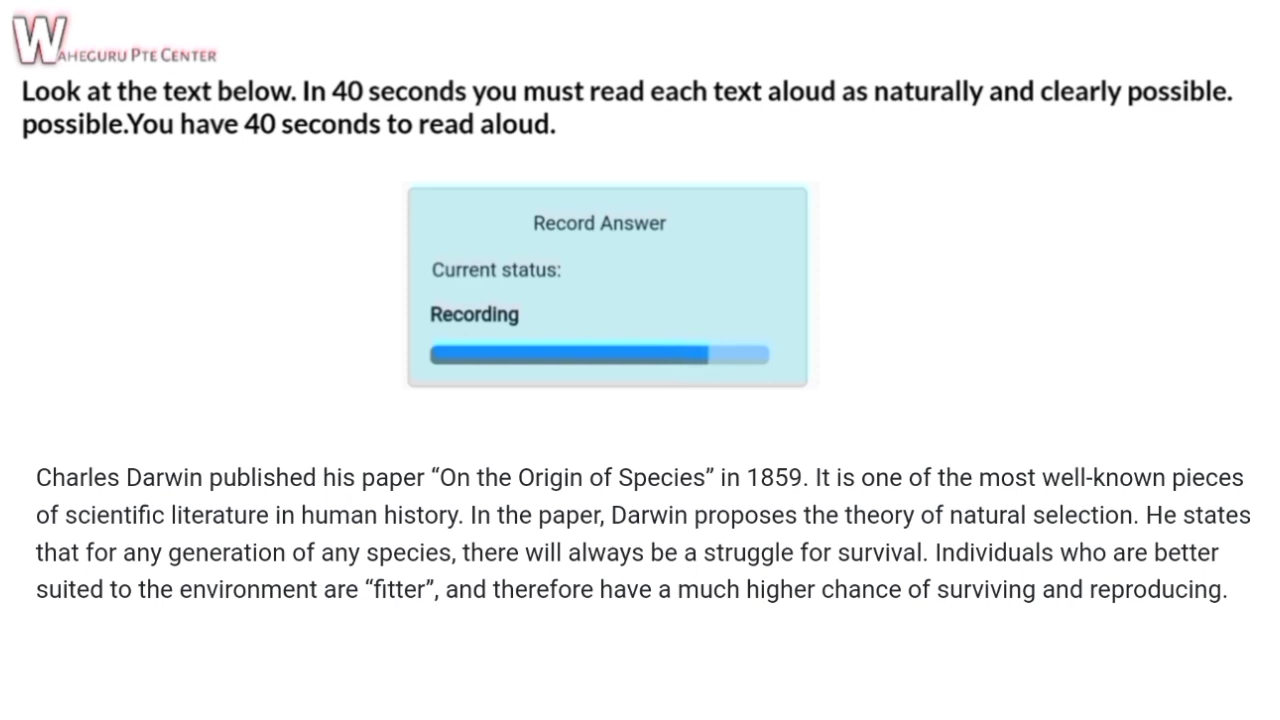 WAHEGURU PTE CENTER
Look at the text below. In 40 seconds you must read each text aloud as naturally and clearly possible.
possible.You have 40 seconds to read aloud.
Record Answer
Current status:
Recording
Charles Darwin published his paper “On the Origin of Species” in 1859. It is one of the most well-known pieces
of scientific literature in human history. In the paper, Darwin proposes the theory of natural selection. He states
that for any generation of any species, there will always be a struggle for survival. Individuals who are better
suited to the environment are “fitter”, and therefore have a much higher chance of surviving and reproducing.